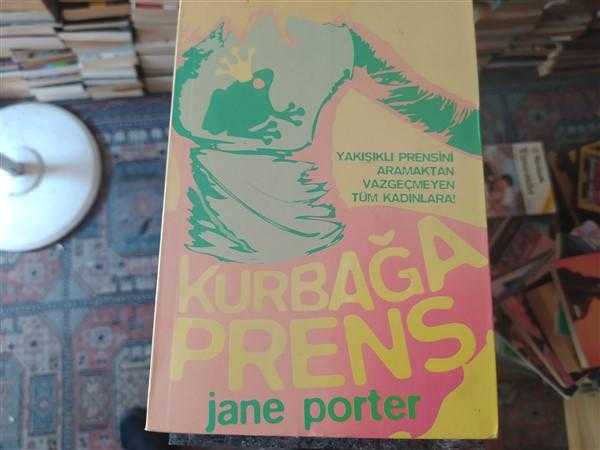 YAKIŞIKLI PRENSİNİ
ARAMAKTAN
VAZGEÇMEYEN
TÜM KADINLARA!
KURBAĞA
PRENS
jane porter